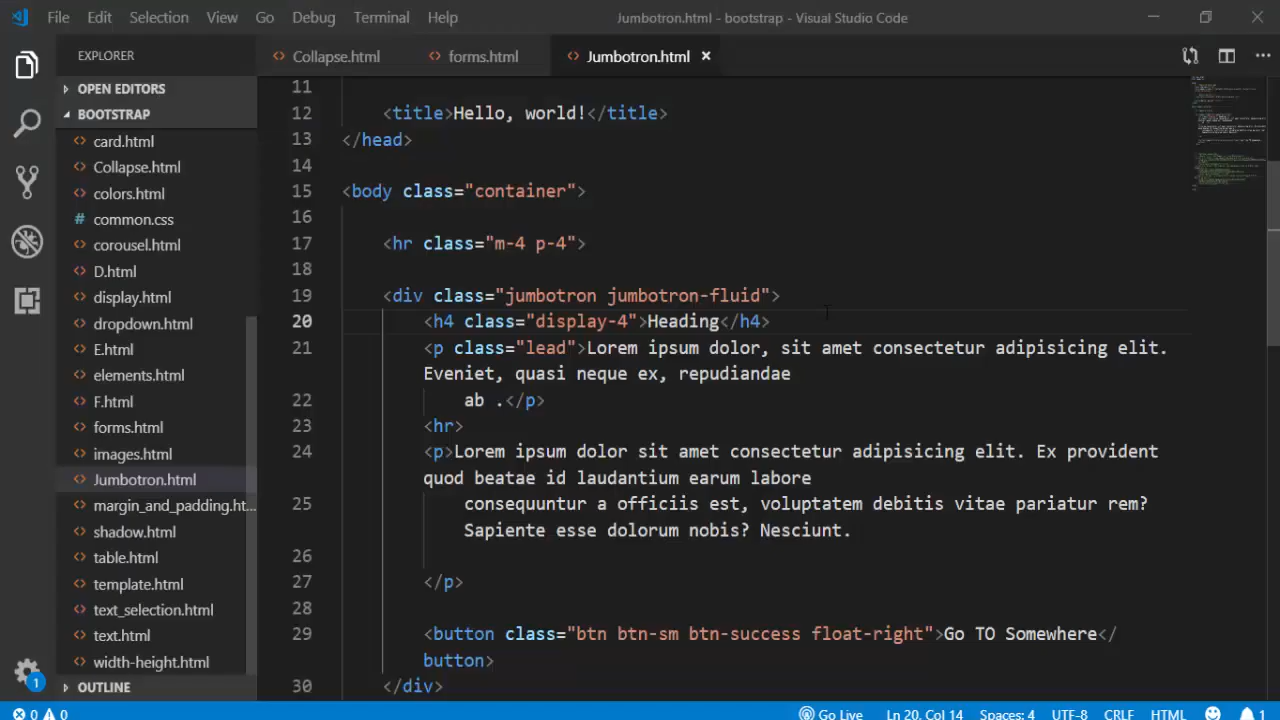 File Edit Selection View Go Debug Terminal Help Jumbotron.html - bootstrap - Visual Studio Code
EXPLORER
OPEN EDITORS
BOOTSTRAP
card.html
Collapse.html
colors.html
# common.css
corousel.html
D.html
display.html
dropdown.html
E.html
elements.html
F.html
forms.html
images.html
Jumbotron.html
margin_and_padding.ht...
shadow.html
table.html
template.html
text_selection.html
text.html
width-height.html
OUTLINE
Collapse.html forms.html Jumbotron.html ×
11
12 <title>Hello, world!</title>
13 </head>
14
15 <body class="container">
16
17 <hr class="m-4 p-4">
18
19 <div class="jumbotron jumbotron-fluid">
20 <h4 class="display-4">Heading</h4>
21 <p class="lead">Lorem ipsum dolor, sit amet consectetur adipisicing elit.
Eveniet, quasi neque ex, repudiandae
22 ab .</p>
23 <hr>
24 <p>Lorem ipsum dolor sit amet consectetur adipisicing elit. Ex provident
quod beatae id laudantium earum labore
25 consequuntur a officiis est, voluptatem debitis vitae pariatur rem?
Sapiente esse dolorum nobis? Nesciunt.
26
27 </p>
28
29 <button class="btn btn-sm btn-success float-right">Go TO Somewhere</
button>
30 </div>
1
0 0 Go Live Ln 20, Col 14 Spaces: 4 UTF-8 CRLF HTML 1